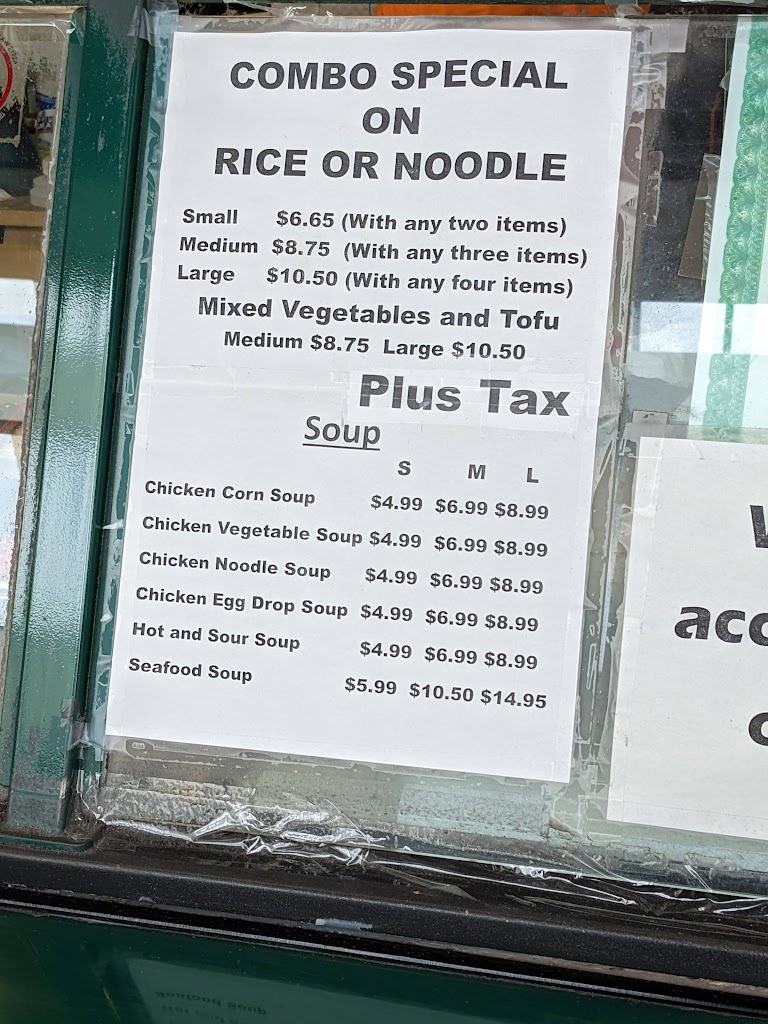 COMBO SPECIAL
ON
RICE OR NOODLE
Small $6.65 (With any two items)
Medium $8.75 (With any three items)
Large $10.50 (With any four items)
Mixed Vegetables and Tofu
Medium $8.75 Large $10.50
Plus Tax
Soup
S M L
Chicken Corn Soup $4.99 $6.99 $8.99
Chicken Vegetable Soup $4.99 $6.99 $8.99
Chicken Noodle Soup $4.99 $6.99 $8.99
Chicken Egg Drop Soup $4.99 $6.99 $8.99
Hot and Sour Soup $4.99 $6.99 $8.99
Seafood Soup $5.99 $10.50 $14.95